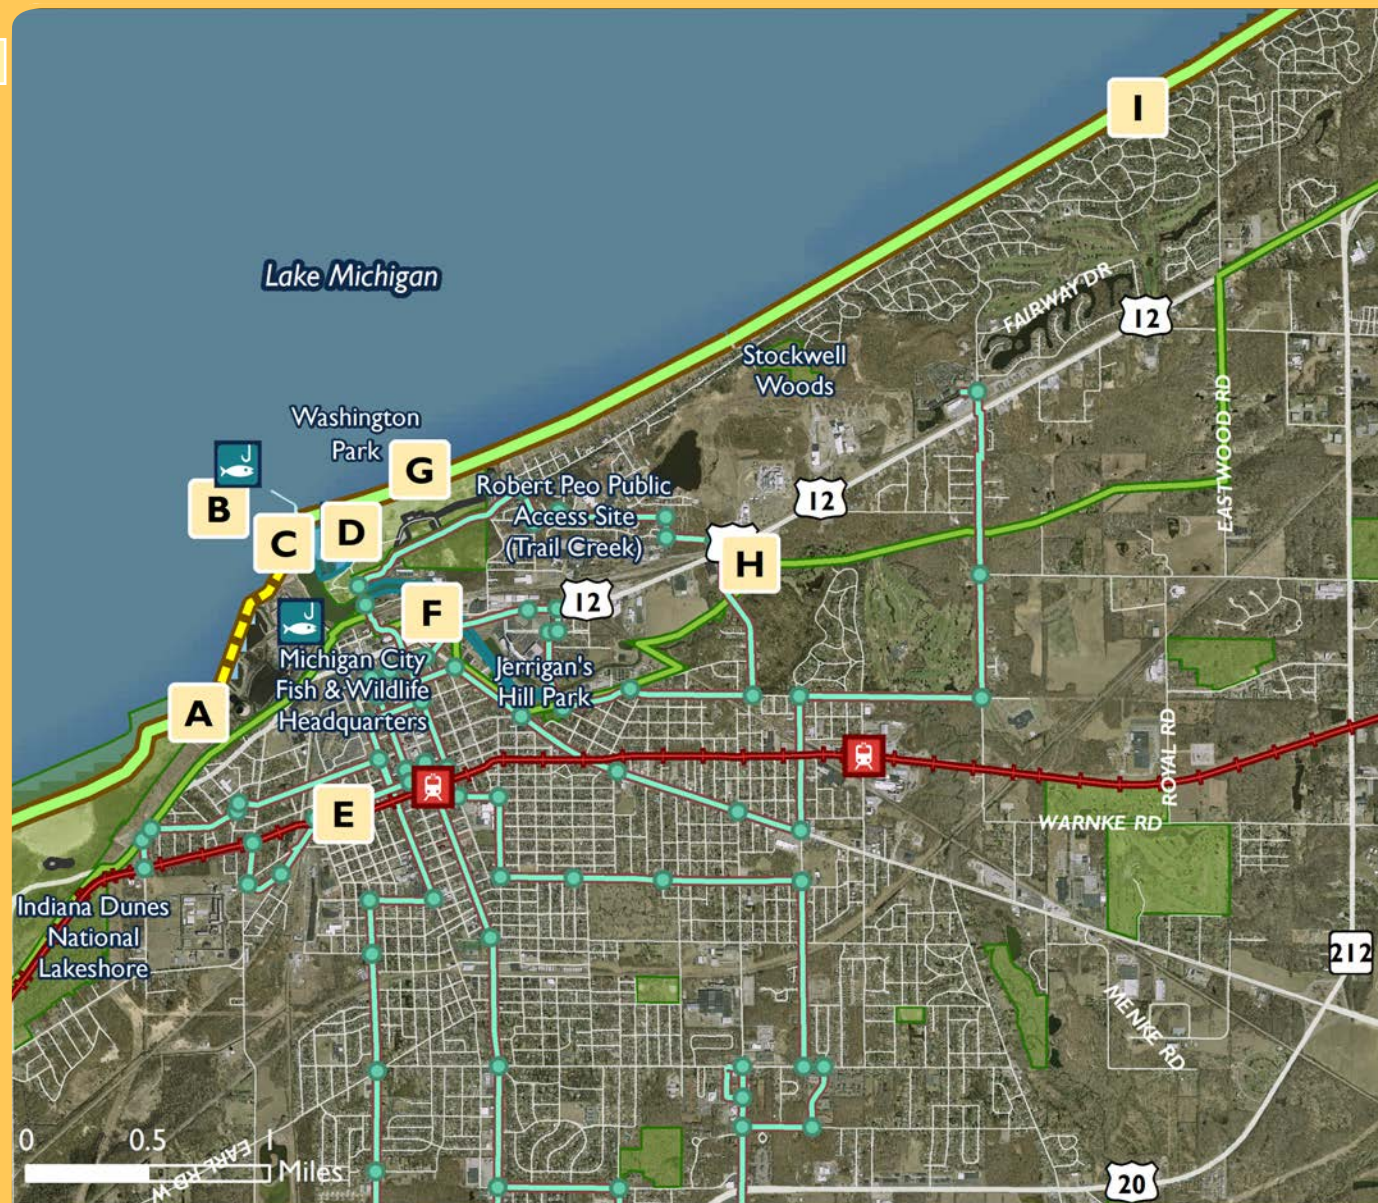 I
Lake Michigan
FAIRWAY DR
12
Stockwell
Woods
EASTWOOD RD
Washington
Park
G
B
Robert Peo Public
Access Site
(Trail Creek)
12
C
D
H
12
F
Michigan City
Fish & Wildlife
Headquarters
Jerrigan's
Hill Park
A
ROYAL RD
E
WARNKE RD
Indiana Dunes
National
Lakeshore
212
MENKE RD
0 0.5 1
Miles
EARL RD W
20